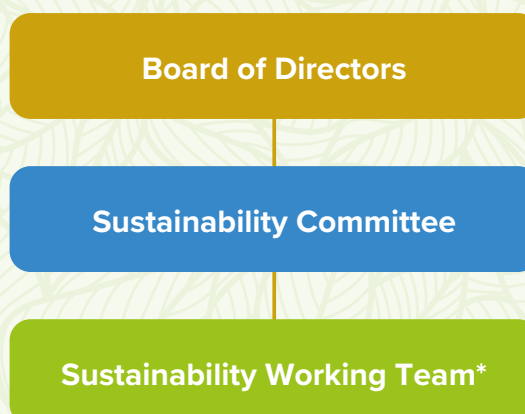 Board of Directors
Sustainability Committee
Sustainability Working Team*